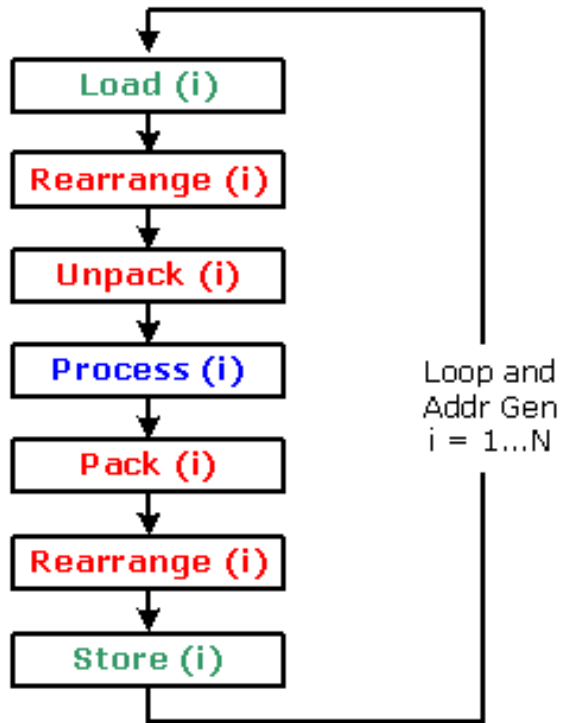 Load (i)
Rearrange (i)
Unpack (i)
Process (i)
Pack (i)
Rearrange (i)
Store (i)
Loop and
Addr Gen
i = 1...N